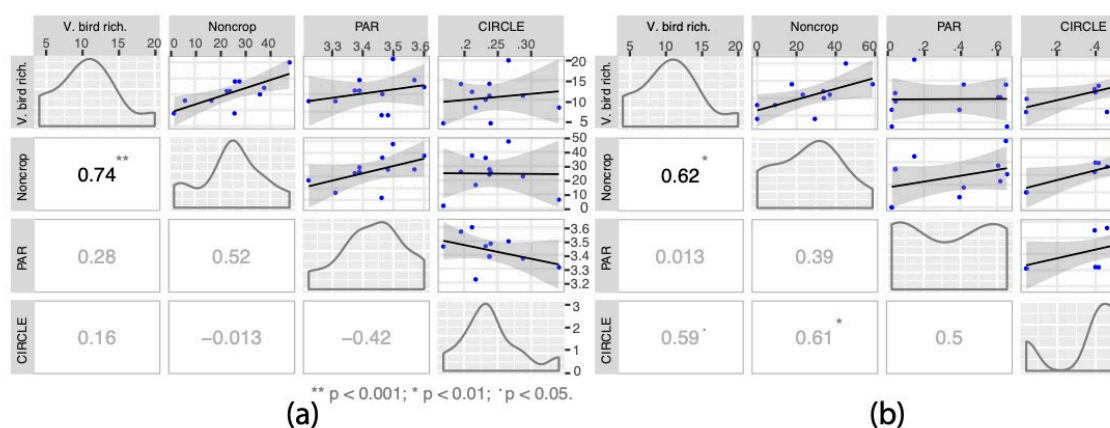 V. bird rich. Noncrop PAR CIRCLE V. bird rich. Noncrop PAR CIRCLE
5 10 15 20 0 10 20 30 40 3.3 3.4 3.5 3.6 .2 .23 .30 5 10 15 20 0 20 40 60 0 .2 .4 .6 .2 .4
V. bird rich. 20 15 10 5 V. bird rich.
Noncrop 0.74 ** 50 40 30 20 10 0 Noncrop 0.62 *
PAR 0.28 0.52 3.6 3.5 3.4 3.3 3.2 PAR 0.013 0.39
CIRCLE 0.16 −0.013 −0.42 3 2 1 0 CIRCLE 0.59 · 0.61 * 0.5
** p < 0.001; * p < 0.01; · p < 0.05.
(a) (b)